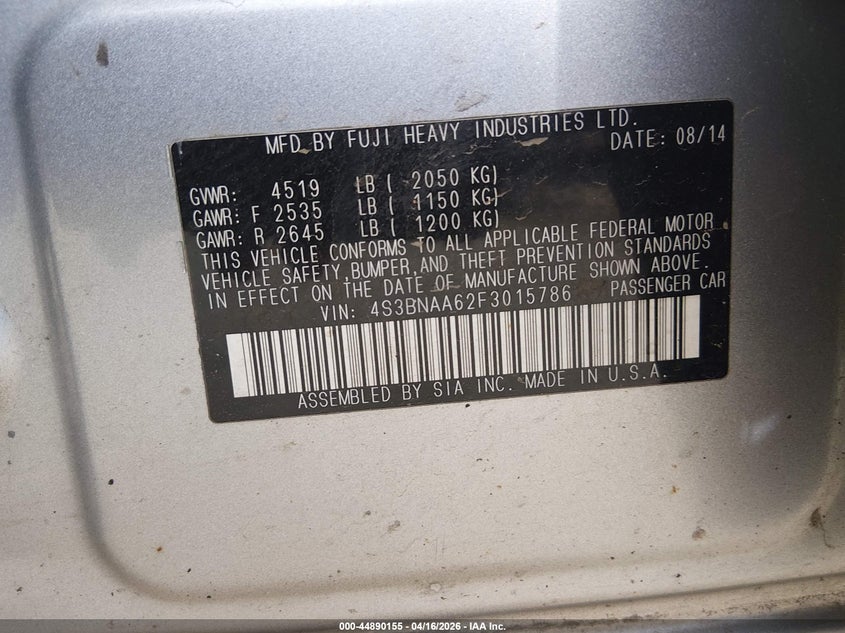 MFD BY FUJI HEAVY INDUSTRIES LTD.
DATE: 08/14
GVWR: 4519 LB ( 2050 KG)
GAWR: F 2535 LB ( 1150 KG)
GAWR: R 2645 LB ( 1200 KG)
THIS VEHICLE CONFORMS TO ALL APPLICABLE FEDERAL MOTOR
VEHICLE SAFETY, BUMPER, AND THEFT PREVENTION STANDARDS
IN EFFECT ON THE DATE OF MANUFACTURE SHOWN ABOVE.
VIN: 4S3BNAA62F3015786 PASSENGER CAR
ASSEMBLED BY SIA INC. MADE IN U.S.A.
000-44890155 - 04/16/2026 - IAA Inc.